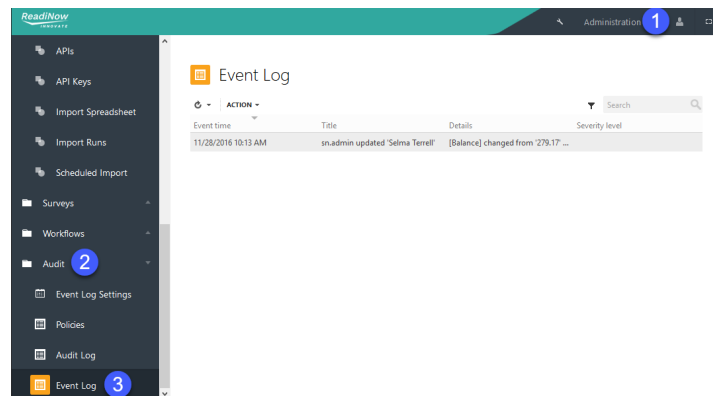 ReadiNow
INNOVATE
Administration
1
APIs
API Keys
Import Spreadsheet
Import Runs
Scheduled Import
Surveys
Workflows
Audit 2
Event Log Settings
Policies
Audit Log
Event Log 3
Event Log
ACTION
Search
Event time Title Details Severity level
11/28/2016 10:13 AM sn.admin updated 'Selma Terrell' [Balance] changed from '279.17' ...